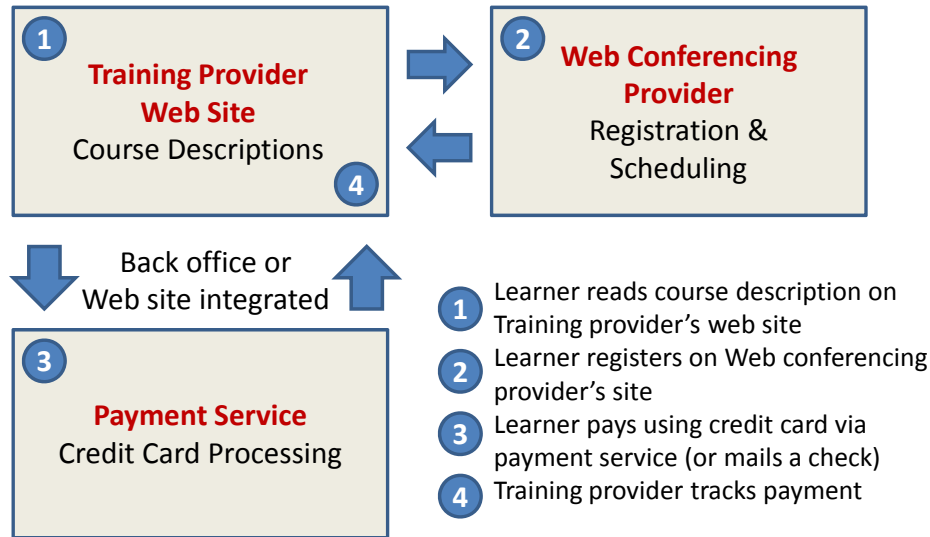 1
Training Provider
Web Site
Course Descriptions
4
2
Web Conferencing
Provider
Registration &
Scheduling
Back office or
Web site integrated
3
Payment Service
Credit Card Processing
1 Learner reads course description on
Training provider’s web site
2 Learner registers on Web conferencing
provider’s site
3 Learner pays using credit card via
payment service (or mails a check)
4 Training provider tracks payment